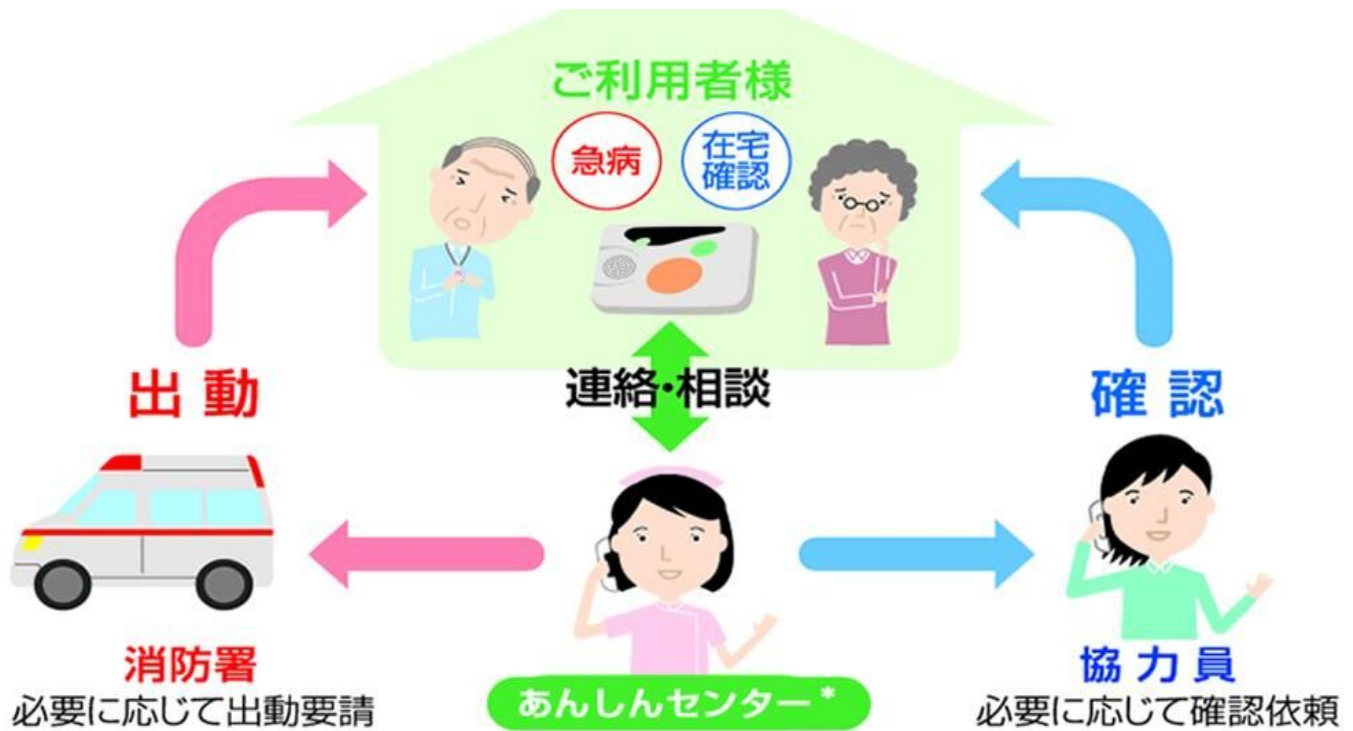 ご利用者様
急病
在宅
確認
連絡・相談
出動
確認
消防署
必要に応じて出動要請
あんしんセンター*
協力員
必要に応じて確認依頼